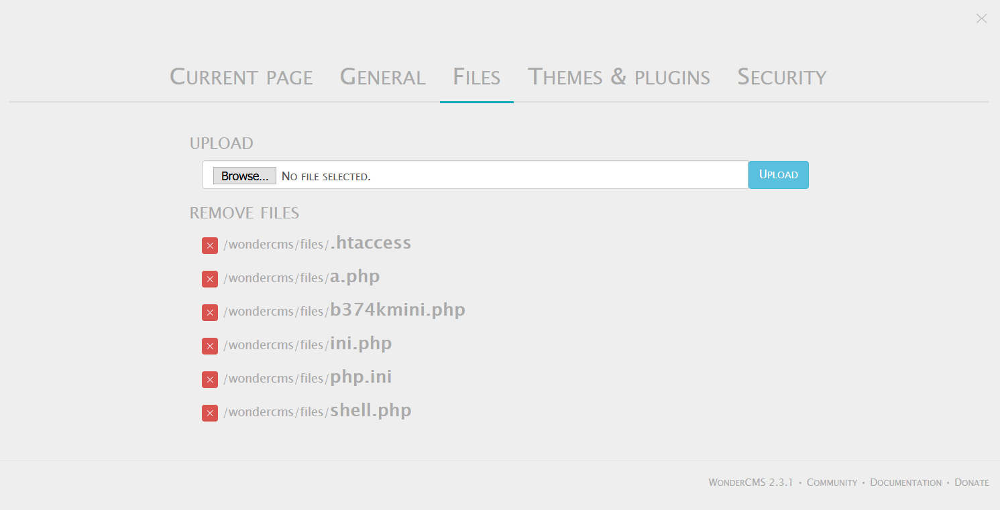 Current page General Files Themes & plugins Security
UPLOAD
Browse... No file selected. Upload
REMOVE FILES
/wondercms/files/.htaccess
/wondercms/files/a.php
/wondercms/files/b374kmini.php
/wondercms/files/ini.php
/wondercms/files/php.ini
/wondercms/files/shell.php
WonderCMS 2.3.1 • Community • Documentation • Donate